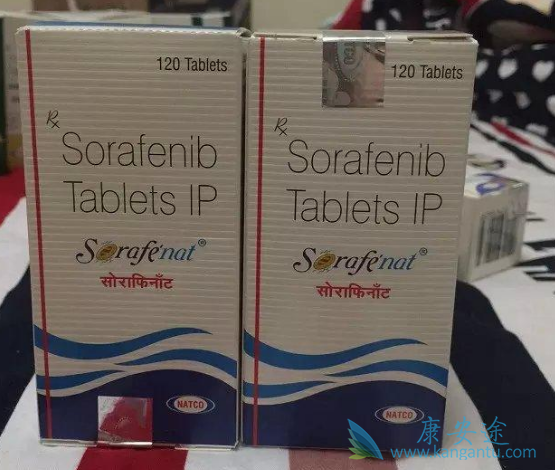 120 Tablets
Rx
Sorafenib
Tablets IP
Sorafenat®
सोराफिनाँट
NATCO
120 Tablets
Rx
Sorafenib
Tablets IP
Sorafenat®
सोराफिनाँट
NATCO
康安途
www.kangantu.com